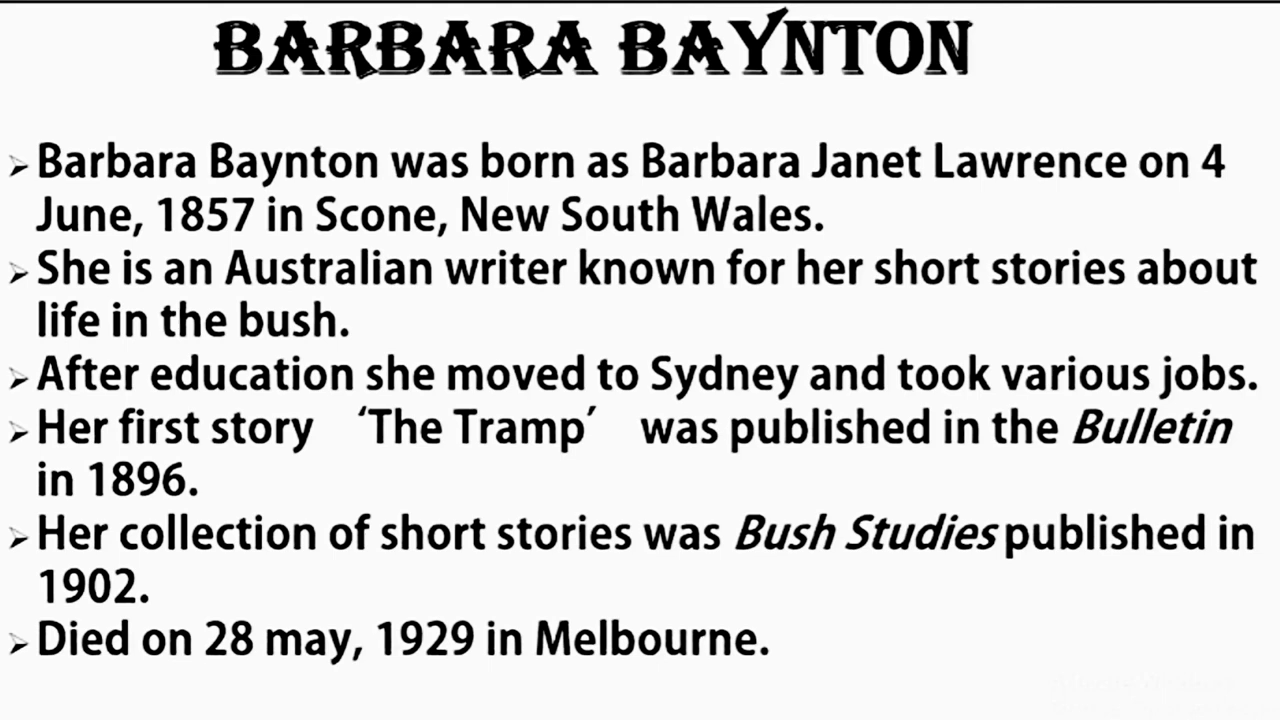 BARBARA BAYNTON
➢ Barbara Baynton was born as Barbara Janet Lawrence on 4
June, 1857 in Scone, New South Wales.
➢ She is an Australian writer known for her short stories about
life in the bush.
➢ After education she moved to Sydney and took various jobs.
➢ Her first story ‘The Tramp’ was published in the Bulletin
in 1896.
➢ Her collection of short stories was Bush Studies published in
1902.
➢ Died on 28 may, 1929 in Melbourne.